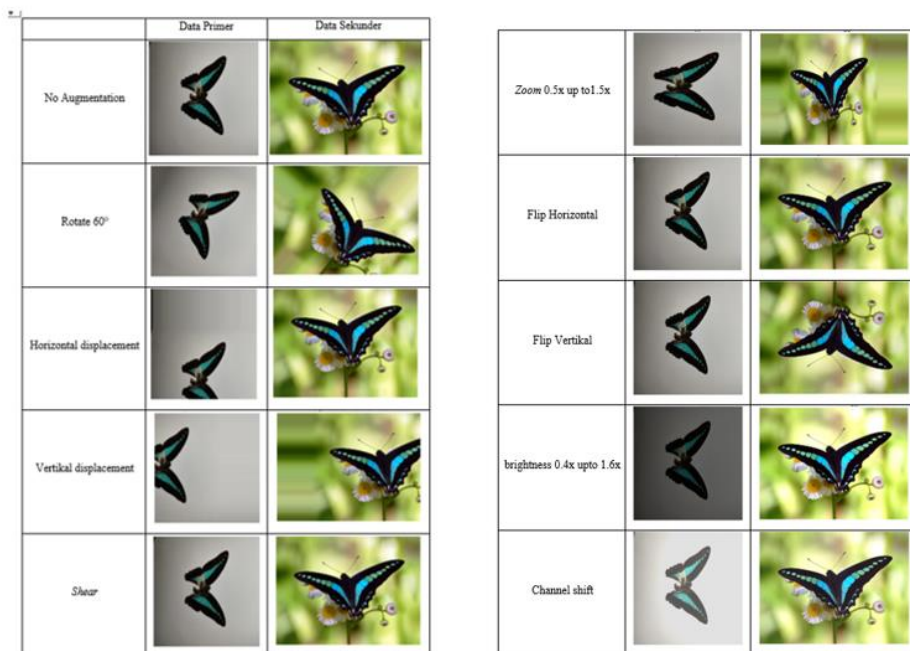 Data Primer
Data Sekunder
No Augmentation
Rotate 60°
Horizontal displacement
Vertikal displacement
Shear
Zoom 0.5x up to1.5x
Flip Horizontal
Flip Vertikal
brightness 0.4x upto 1.6x
Channel shift